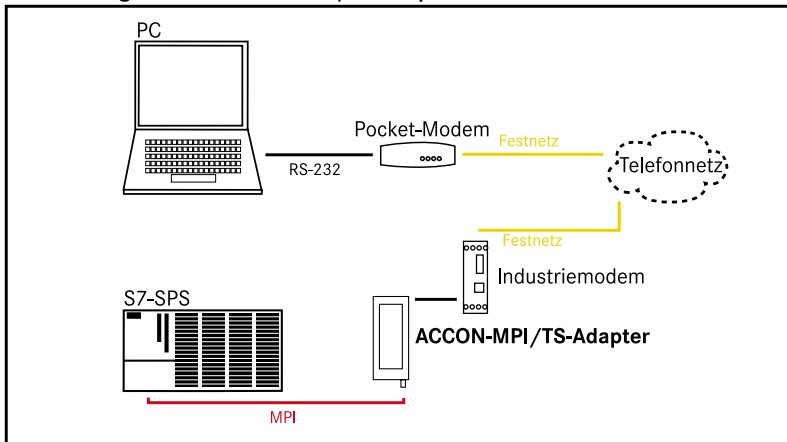 PC
Pocket-Modem
Festnetz
RS-232
Telefonnetz
Festnetz
Industriemodem
S7-SPS
ACCON-MPI/TS-Adapter
MPI